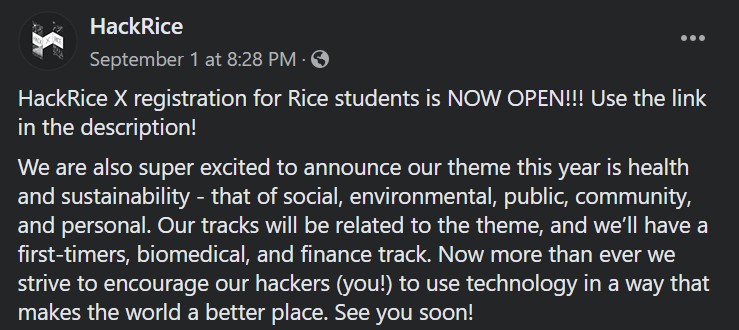 HackRice
September 1 at 8:28 PM ·
HackRice X registration for Rice students is NOW OPEN!!! Use the link
in the description!
We are also super excited to announce our theme this year is health
and sustainability - that of social, environmental, public, community,
and personal. Our tracks will be related to the theme, and we’ll have a
first-timers, biomedical, and finance track. Now more than ever we
strive to encourage our hackers (you!) to use technology in a way that
makes the world a better place. See you soon!